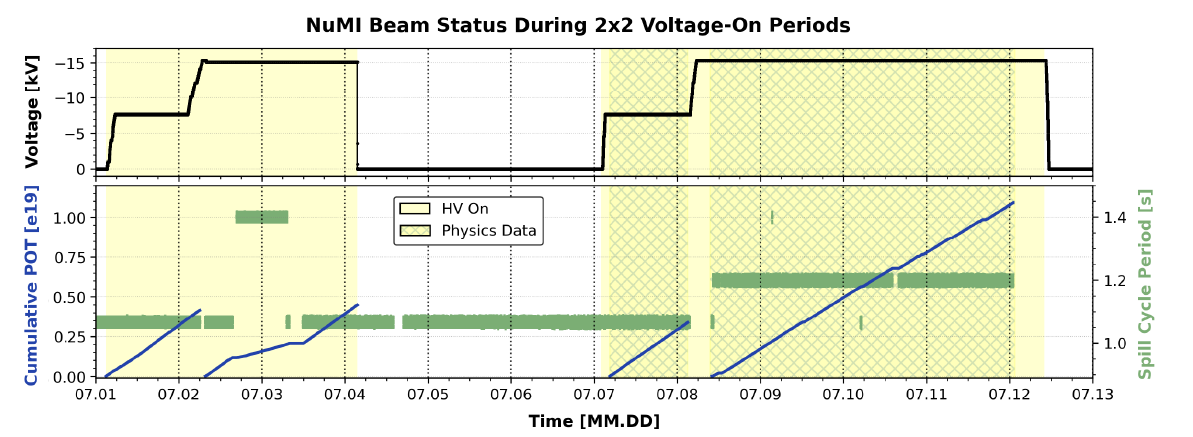 NuMI Beam Status During 2x2 Voltage-On Periods
Voltage [kV]
−15
−10
−5
0
Cumulative POT [e19]
1.00
0.75
0.50
0.25
0.00
HV On
Physics Data
1.4
1.2
1.0
Spill Cycle Period [s]
07.01 07.02 07.03 07.04 07.05 07.06 07.07 07.08 07.09 07.10 07.11 07.12 07.13
Time [MM.DD]